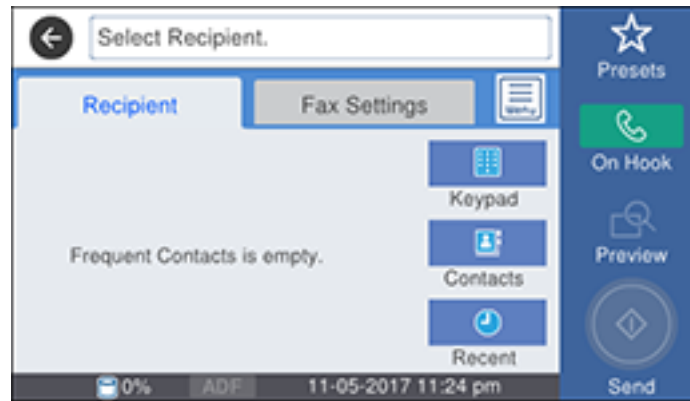 Select Recipient.
Presets
Recipient
Fax Settings
Menu
On Hook
Keypad
Preview
Frequent Contacts is empty.
Contacts
Recent
0%
ADF
11-05-2017 11:24 pm
Send